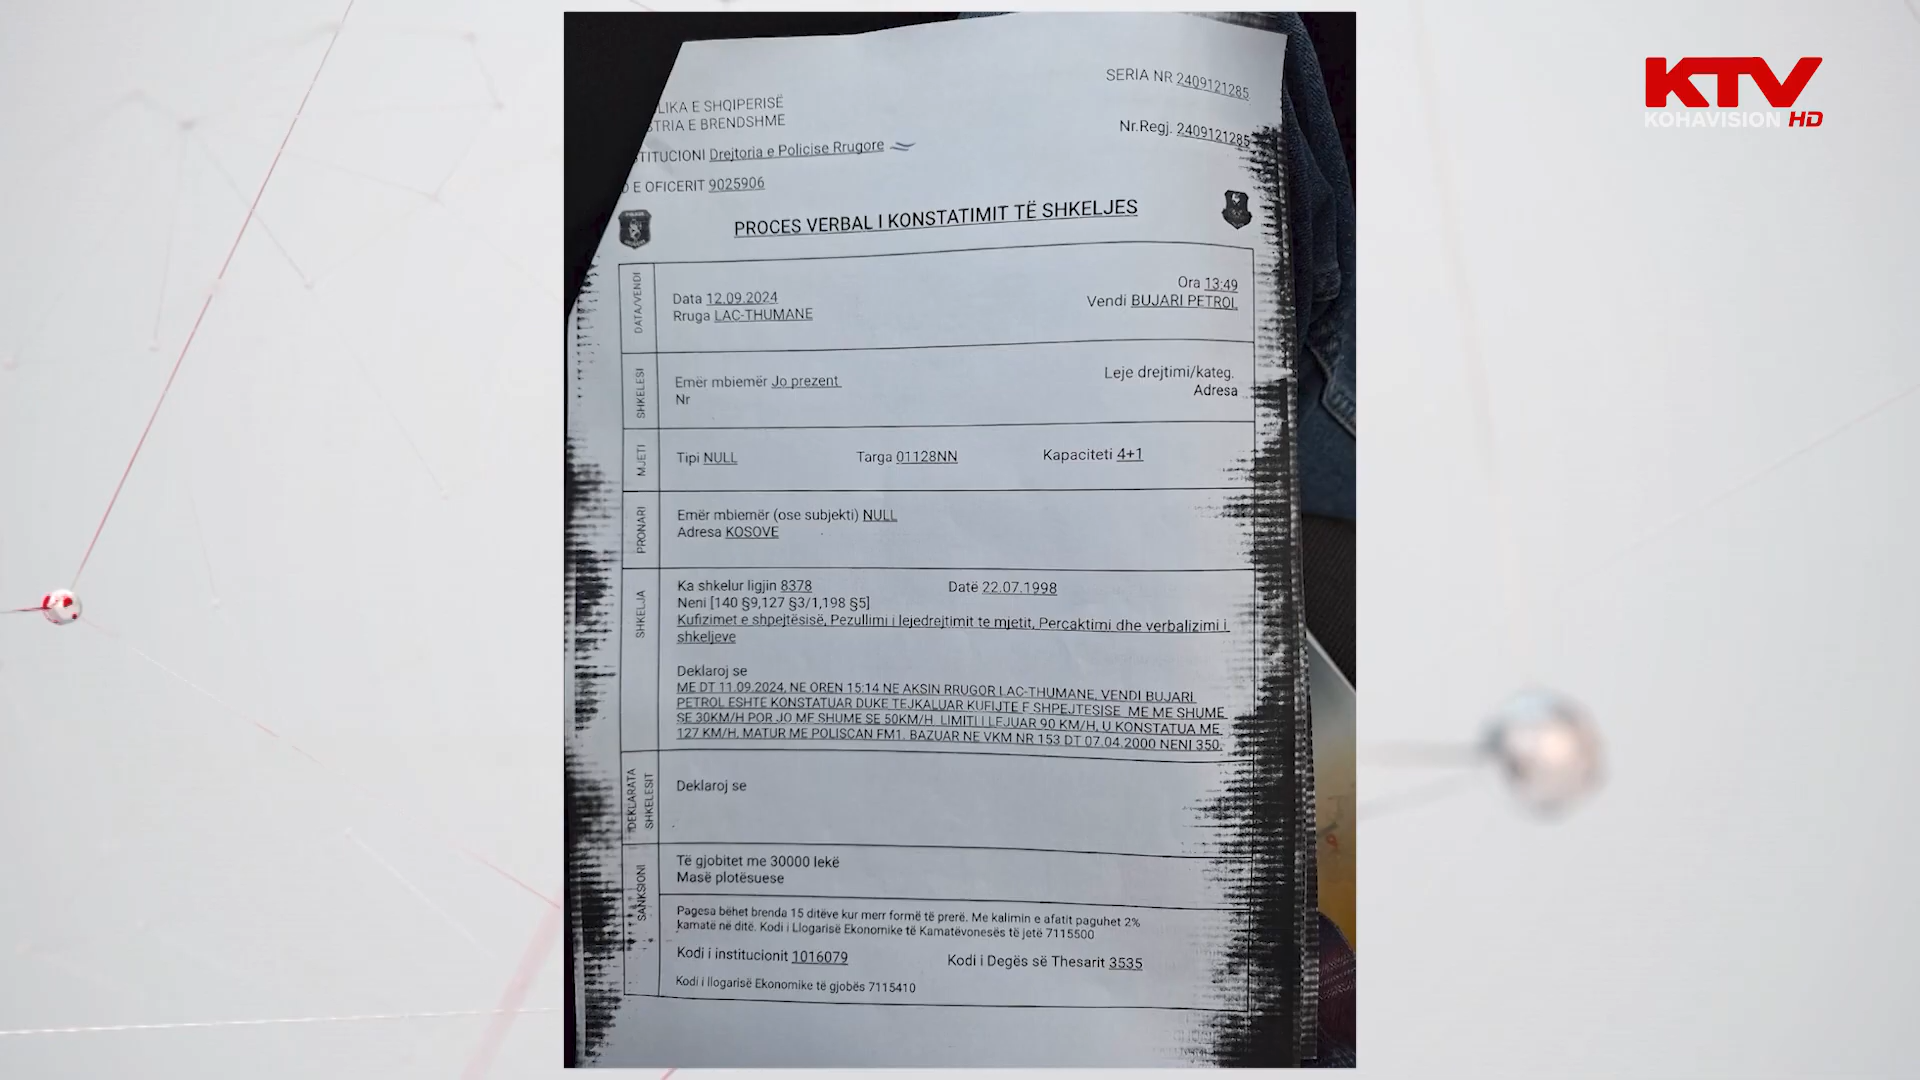 KTV
KOHAVISION HD
SERIA NR 2409121285
LIKA E SHQIPERISË
STRIA E BRENDSHME
Nr.Regj. 2409121285
TITUCIONI Drejtoria e Policise Rrugore
E OFICERIT 9025906
PROCES VERBAL I KONSTATIMIT TË SHKELJES
DATA/VENDI
Data 12.09.2024
Ora 13:49
Rruga LAC-THUMANE
Vendi BUJARI PETROL
SHKELESI
Emër mbiemër Jo prezent
Leje drejtimi/kateg.
Nr
Adresa
MJETI
Tipi NULL
Targa 01128NN
Kapaciteti 4+1
PRONARI
Emër mbiemër (ose subjekti) NULL
Adresa KOSOVE
SHKELJA
Ka shkelur ligjin 8378
Datë 22.07.1998
Neni [140 §9,127 §3/1,198 §5]
Kufizimet e shpejtësisë, Pezullimi i lejedrejtimit te mjetit, Percaktimi dhe verbalizimi i
shkeljeve
Deklaroj se
ME DT 11.09.2024, NE OREN 15:14 NE AKSIN RRUGOR LAC-THUMANE, VENDI BUJARI
PETROL ESHTE KONSTATUAR DUKE TEJKALUAR KUFIJTE E SHPEJTESISE ME ME SHUME
SE 30KM/H POR JO ME SHUME SE 50KM/H LIMITI I LEJUAR 90 KM/H, U KONSTATUA ME
127 KM/H, MATUR ME POLISCAN FM1. BAZUAR NE VKM NR 153 DT 07.04.2000 NENI 350.
DEKLARATA
SHKELESIT
Deklaroj se
SANKSIONI
Të gjobitet me 30000 lekë
Masë plotësuese
Pagesa bëhet brenda 15 ditëve kur merr formë të prerë. Me kalimin e afatit paguhet 2%
kamatë në ditë. Kodi i Llogarisë Ekonomike të Kamatëvonesës të jetë 7115500
Kodi i institucionit 1016079
Kodi i Degës së Thesarit 3535
Kodi i llogarisë Ekonomike të gjobës 7115410